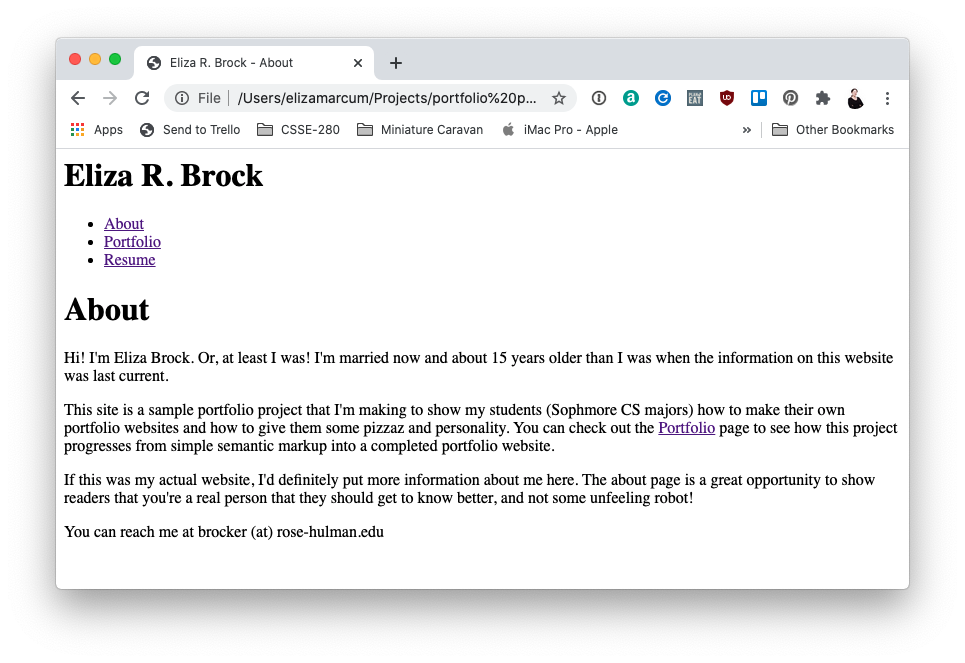 Eliza R. Brock - About
File /Users/elizamarcum/Projects/portfolio%20p...
Apps Send to Trello CSSE-280 Miniature Caravan iMac Pro - Apple » Other Bookmarks
Eliza R. Brock
About
Portfolio
Resume
About
Hi! I'm Eliza Brock. Or, at least I was! I'm married now and about 15 years older than I was when the information on this website
was last current.
This site is a sample portfolio project that I'm making to show my students (Sophmore CS majors) how to make their own
portfolio websites and how to give them some pizzaz and personality. You can check out the Portfolio page to see how this project
progresses from simple semantic markup into a completed portfolio website.
If this was my actual website, I'd definitely put more information about me here. The about page is a great opportunity to show
readers that you're a real person that they should get to know better, and not some unfeeling robot!
You can reach me at brocker (at) rose-hulman.edu